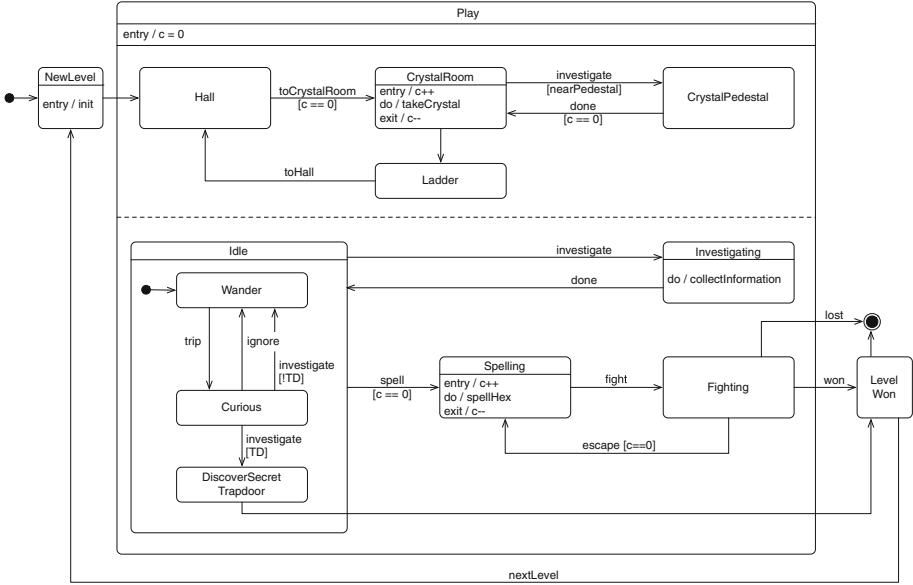 Play
entry / c = 0
NewLevel
entry / init
Hall
toCrystalRoom
[c == 0]
CrystalRoom
entry / c++
do / takeCrystal
exit / c--
investigate
[nearPedestal]
done
[c == 0]
CrystalPedestal
toHall
Ladder
Idle
Wander
trip
ignore
investigate
[!TD]
Curious
investigate
[TD]
DiscoverSecret
Trapdoor
investigate
done
Investigating
do / collectInformation
spell
[c == 0]
Spelling
entry / c++
do / spellHex
exit / c--
fight
Fighting
escape [c==0]
lost
won
Level
Won
nextLevel